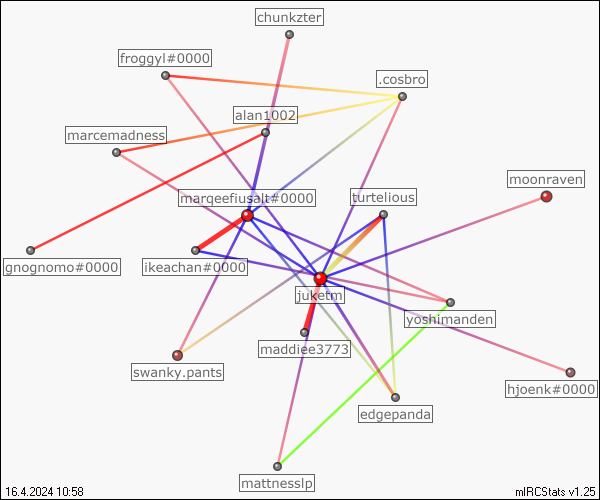 chunkzter
froggyl#0000
.cosbro
alan1002
marcemadness
moonraven
marqeefiusalt#0000
turtelious
gnognomo#0000
ikeachan#0000
juketm
yoshimanden
maddiee3773
swanky.pants
hjoenk#0000
edgepanda
mattnesslp
16.4.2024 10:58
mIRCStats v1.25